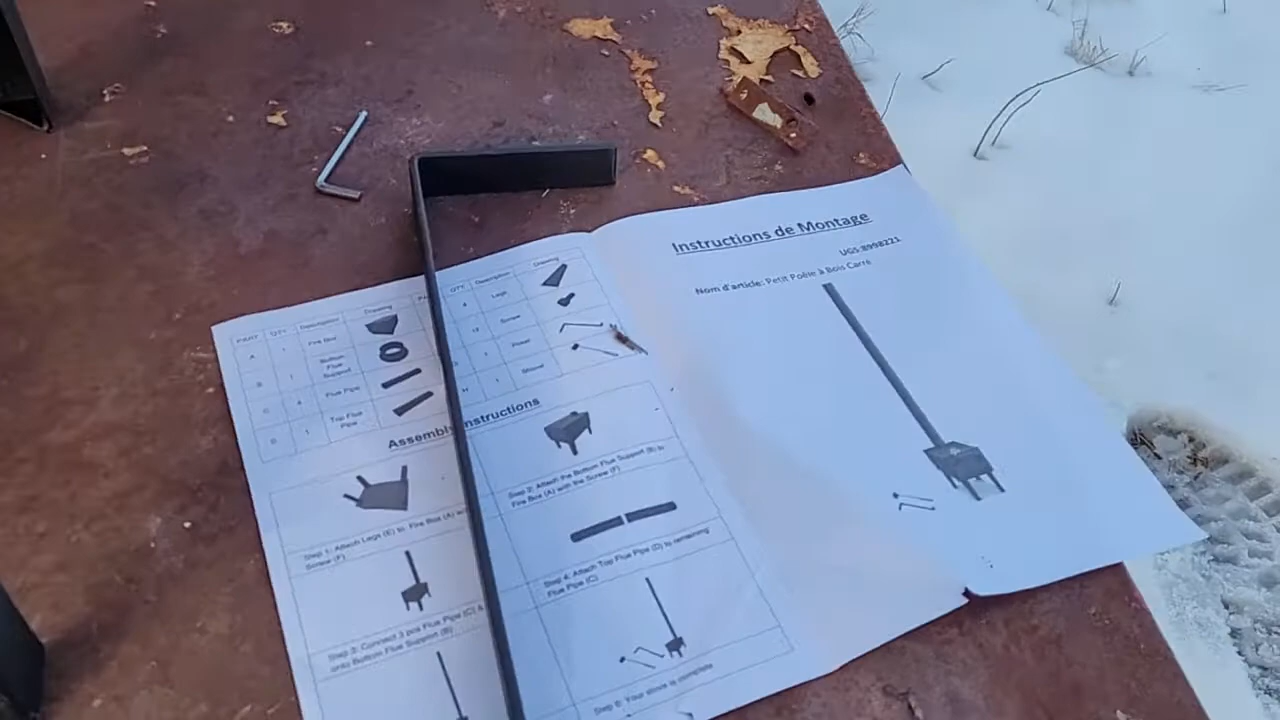 PART QTY Description Drawing
A 1 Fire Box
B 1 Bottom
Flue
Support
C 4 Flue Pipe
D 1 Top Flue
Pipe
QTY Description Drawing
4 Legs
Screw
1 Poker
H 1 Shovel
Assembly Instructions
Step 1: Attach Legs (E) to Fire Box (A)
Screw (F)
Step 2: Attach the Bottom Flue Support (B) to
Fire Box (A) with the Screw (F)
Step 3: Connect 3 pcs Flue Pipe (C)
onto Bottom Flue Support (B)
Step 4: Attach Top Flue Pipe (D) to remaining
Flue Pipe (C)
Step 6: Your stove is complete
Instructions de Montage
UGS:8998221
Nom d'article: Petit Poêle à Bois Carré